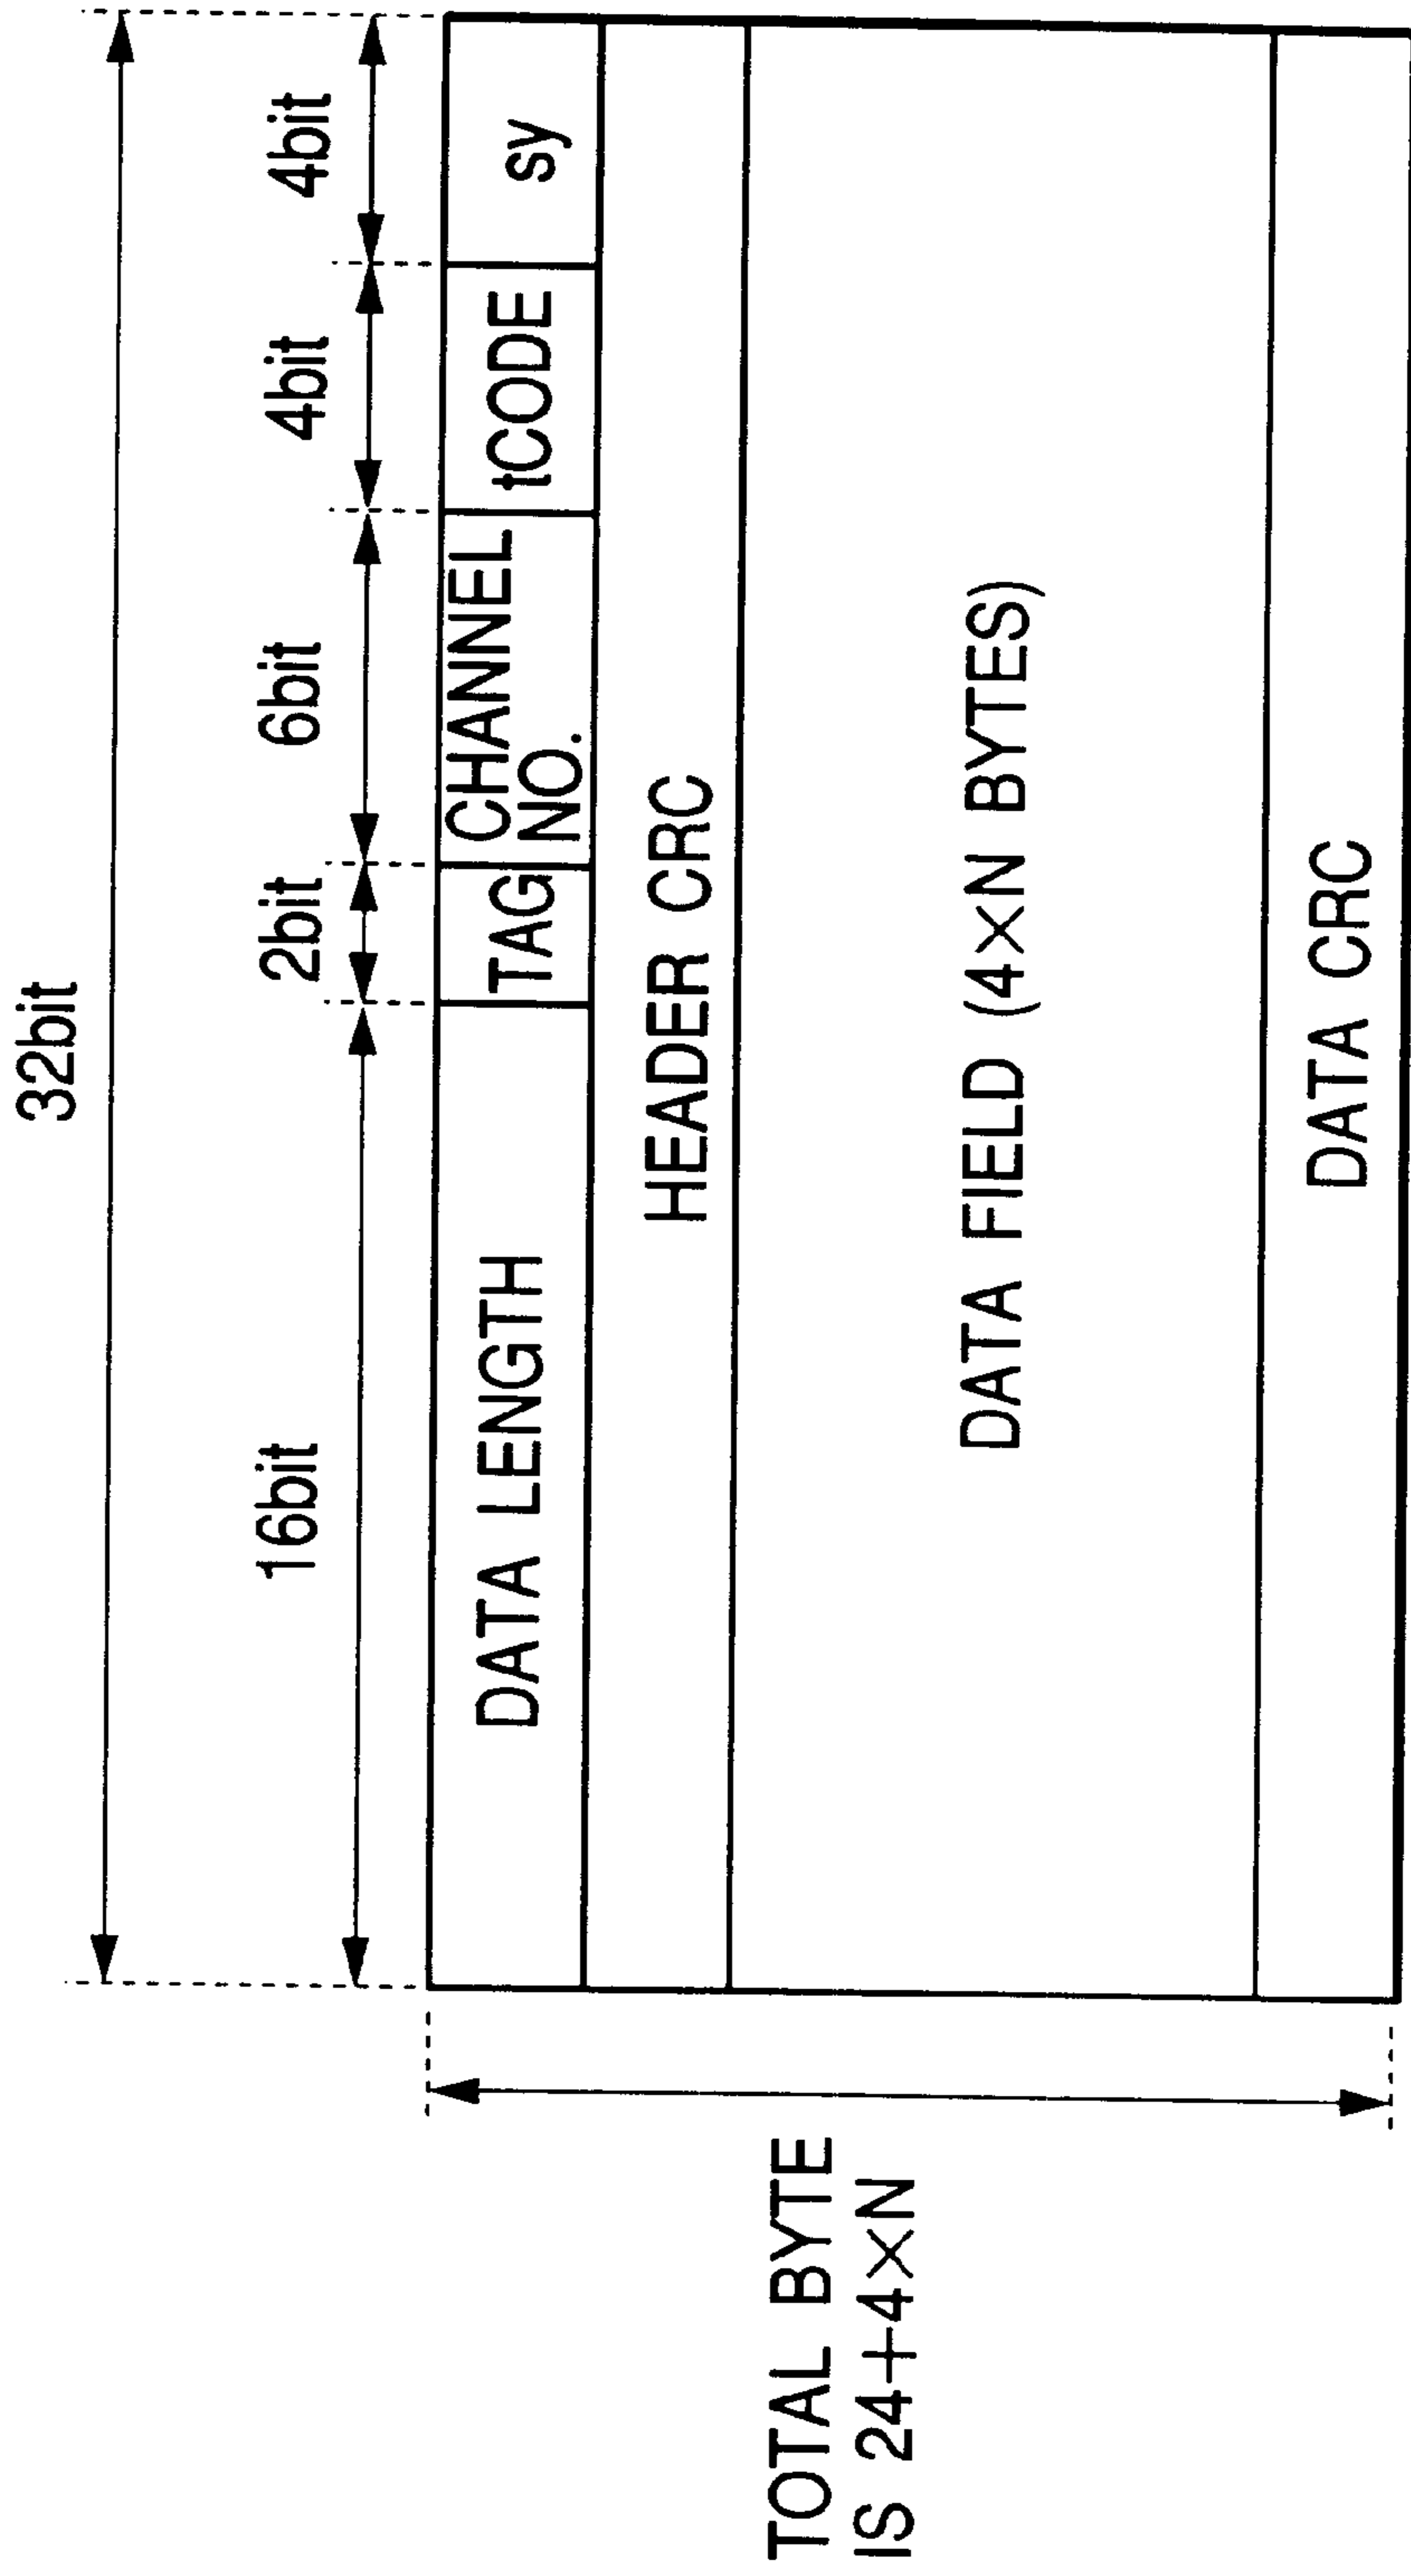 32bit
16bit
2bit
6bit
4bit
4bit
DATA LENGTH
TAG
CHANNEL
NO.
tCODE
sy
HEADER CRC
DATA FIELD (4×N BYTES)
DATA CRC
TOTAL BYTE
IS 24+4×N